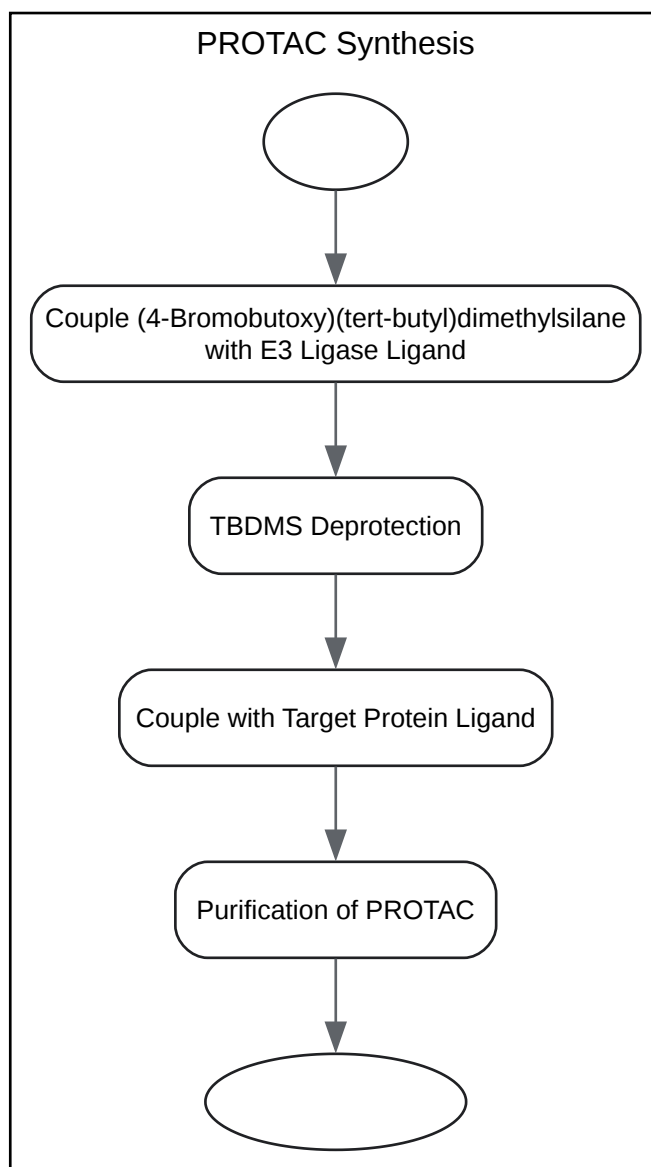 PROTAC Synthesis
Couple (4-Bromobutoxy)(tert-butyl)dimethylsilane
with E3 Ligase Ligand
TBDMS Deprotection
Couple with Target Protein Ligand
Purification of PROTAC